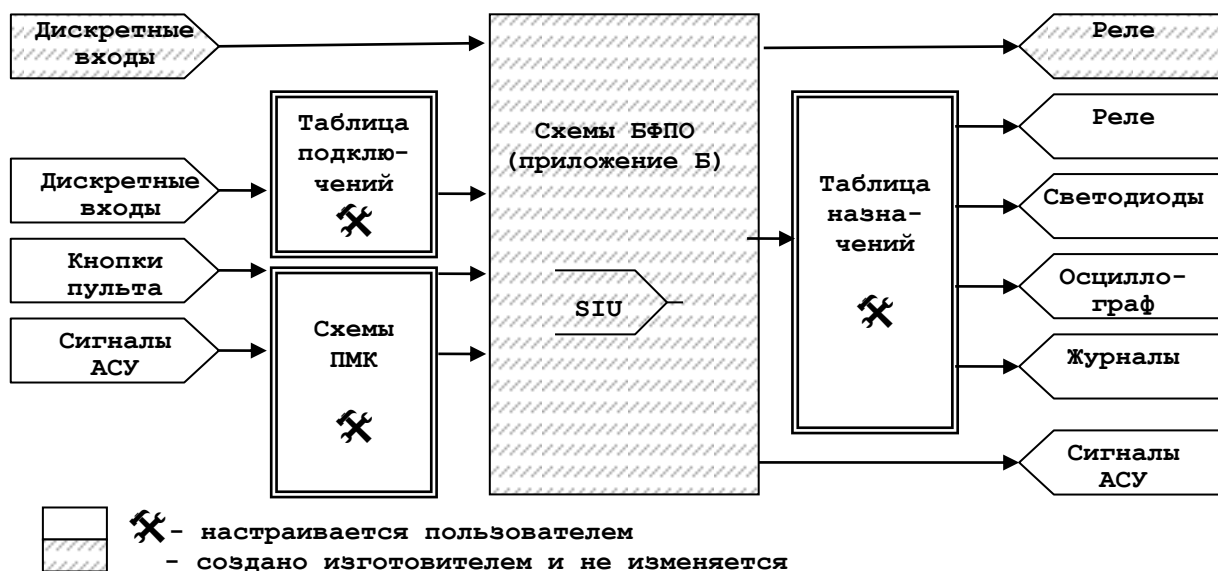 Дискретные
входы
Реле
Таблица
подклю-
чений
Схемы БФПО
(приложение Б)
Реле
Дискретные
входы
Таблица
назна-
чений
Светодиоды
Кнопки
пульта
SIU
Осцилло-
граф
Сигналы
АСУ
Схемы
ПМК
Журналы
Сигналы
АСУ
- настраивается пользователем
- создано изготовителем и не изменяется